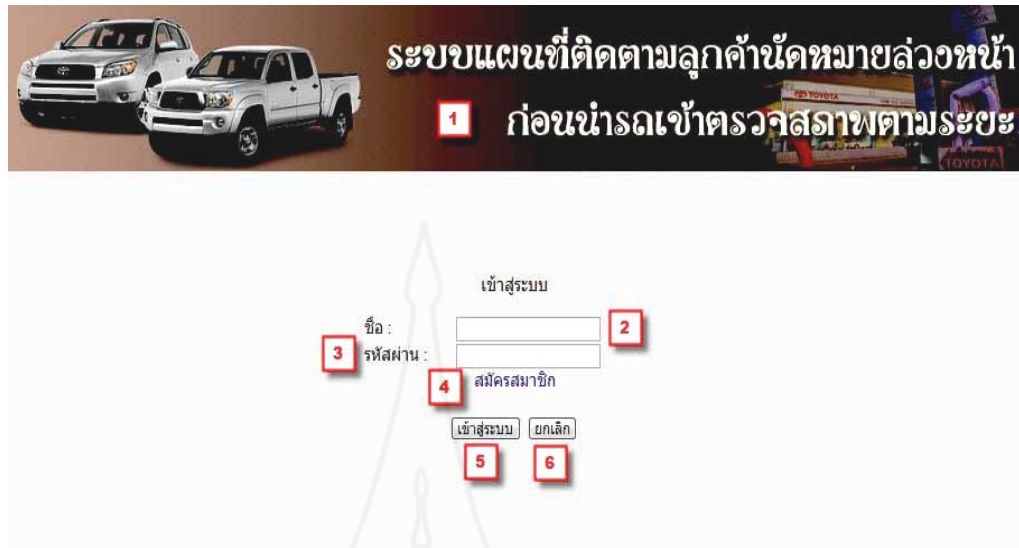 ระบบแผนที่ติดตามลูกค้านัดหมายล่วงหน้า
TOYOTA
1 ก่อนนำรถเข้าตรวจสภาพตามระยะ
TOYOTA
เข้าสู่ระบบ
ชื่อ : 2
3 รหัสผ่าน :
4 สมัครสมาชิก
เข้าสู่ระบบ ยกเลิก
5 6